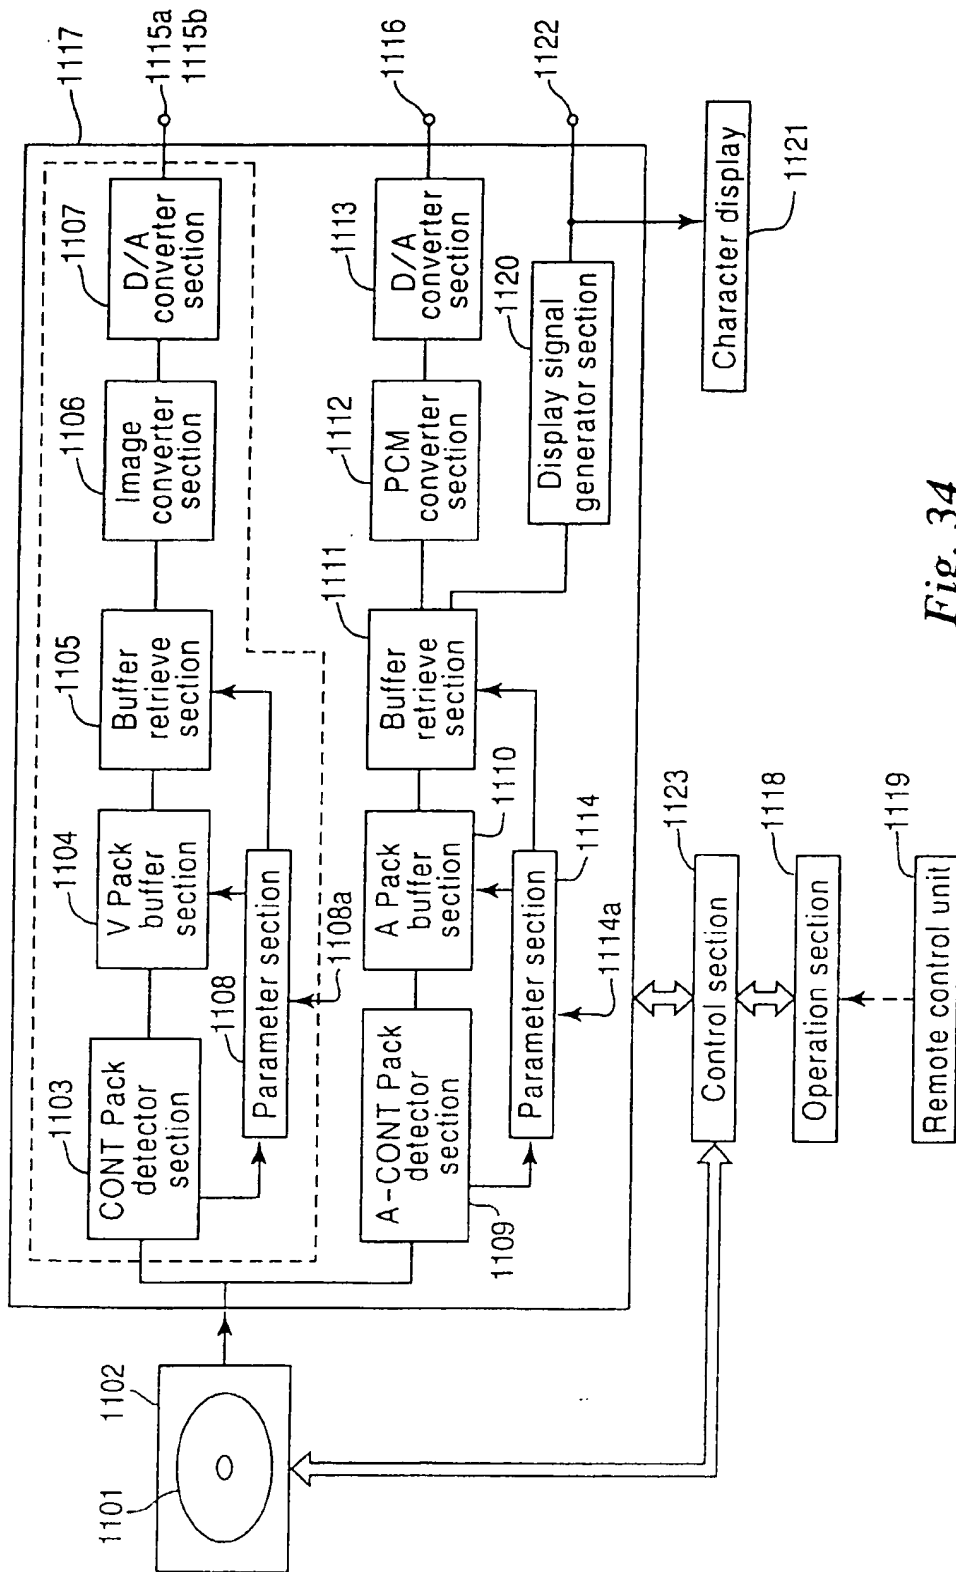 1117
1115a
1115b
1107
D/A
converter
section
1106
Image
converter
section
1105
Buffer
retrieve
section
1104
V Pack
buffer
section
1103
CONT Pack
detector
section
1108
Parameter section
1108a
1116
1113
D/A
converter
section
1112
PCM
converter
section
1111
Buffer
retrieve
section
1110
A Pack
buffer
section
A-CONT Pack
detector
section
1109
Parameter section
1114
1114a
1122
1120
Display signal
generator section
Character display
1121
1102
1101
1123
Control section
1118
Operation section
1119
Remote control unit
Fig. 34